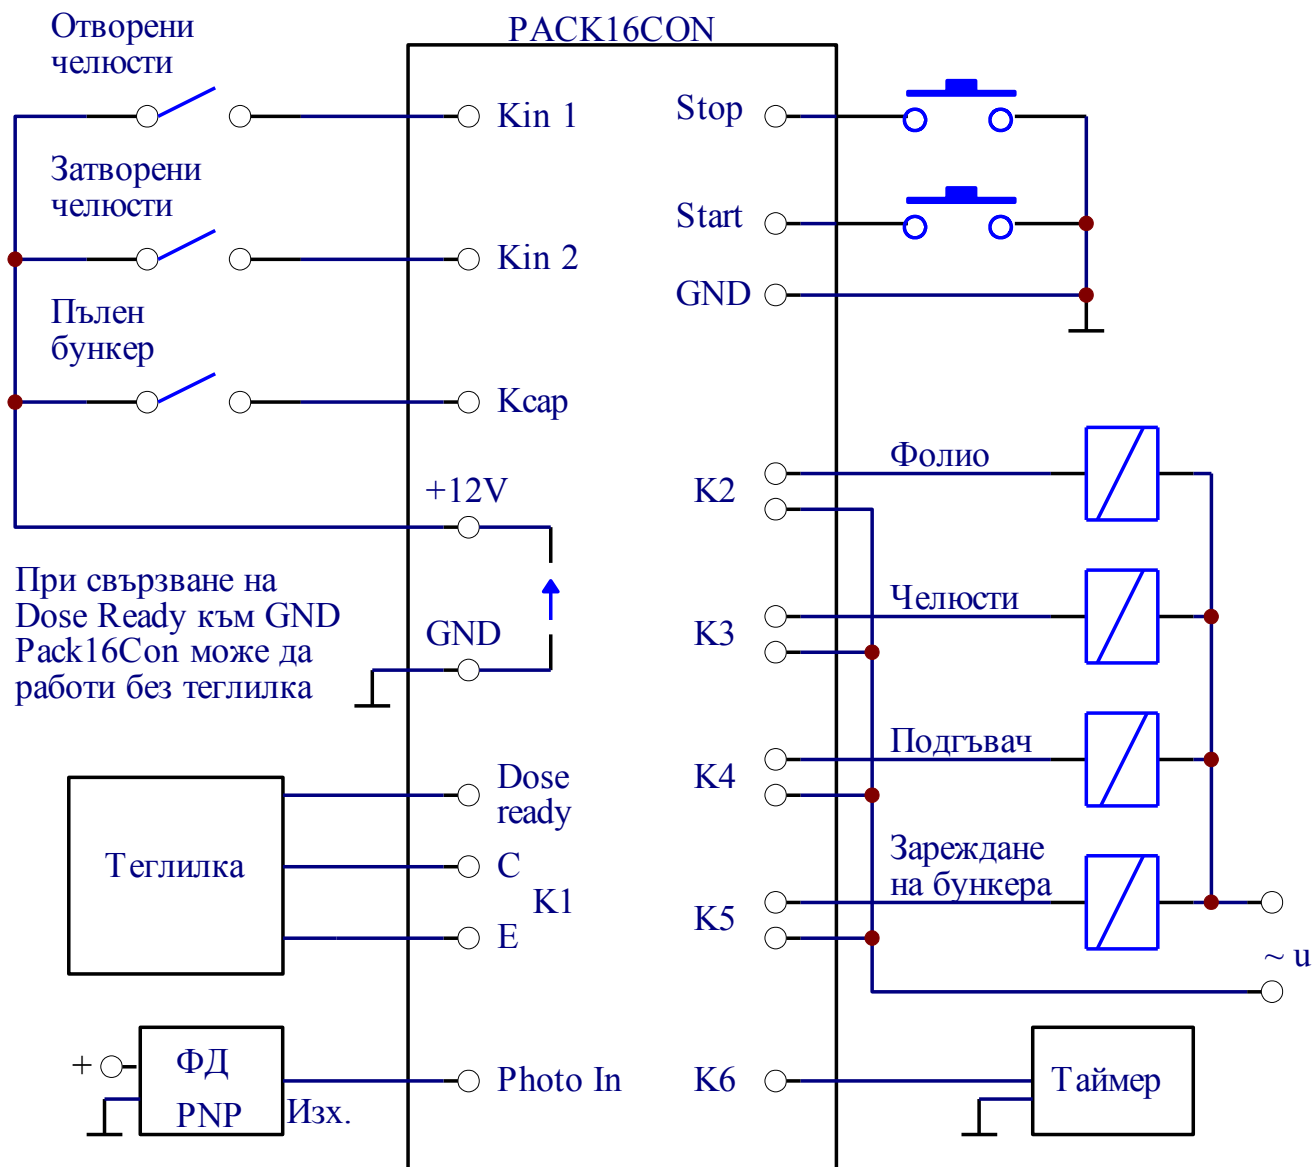 PACK16CON
Отворени
челюсти
Kin 1
Stop
Затворени
челюсти
Kin 2
Start
GND
Пълен
бункер
Kcap
+12V
Фолио
K2
При свързване на
Dose Ready към GND
Pack16Con може да
работи без теглилка
GND
Челюсти
K3
Подгъвач
K4
Dose
ready
Теглилка
C
K1
E
Зареждане
на бункера
K5
~ u
+
ФД
PNP
Изх.
Photo In
K6
Таймер